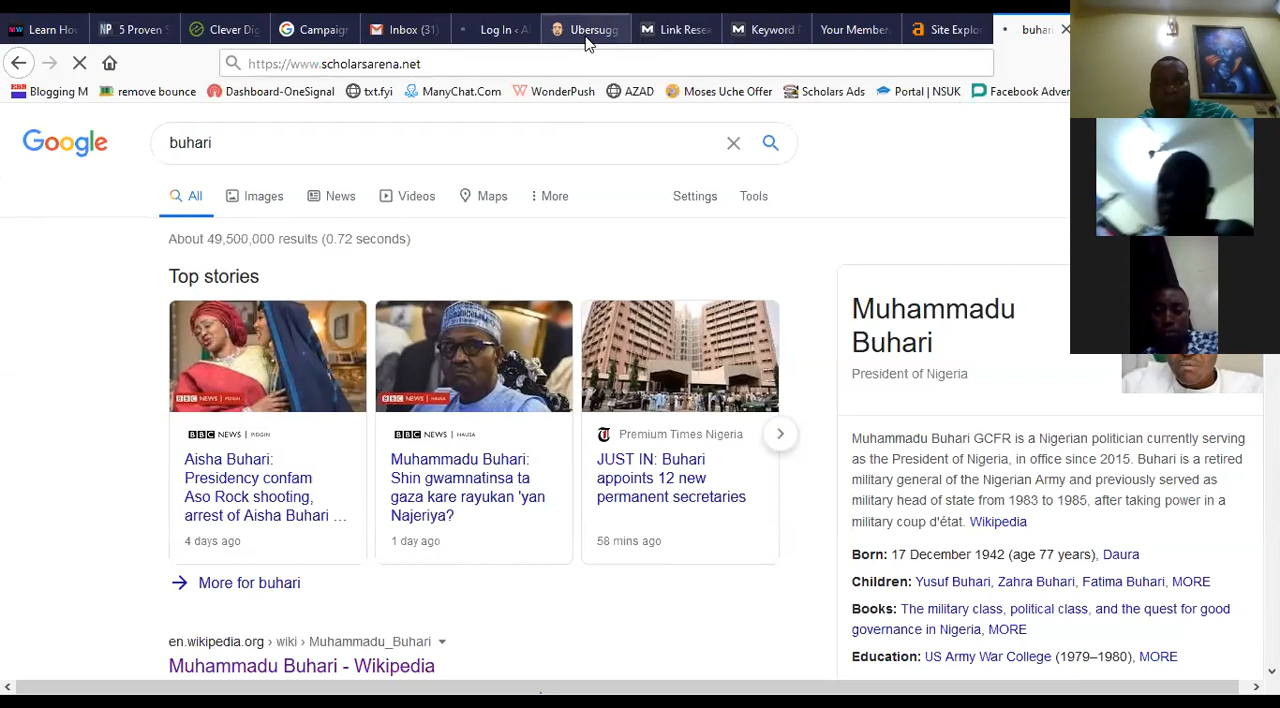 Learn Ho
5 Proven S
Clever Di
Campaign
Inbox (31)
Log In ‹ A
Ubersugg
Link Resea
Keyword T
Your Member
Site Explo
buhari
https://www.scholarsarena.net
Blogging M
remove bounce
Dashboard-OneSignal
txt.fyi
ManyChat.Com
WonderPush
AZAD
Moses Uche Offer
Scholars Ads
Portal | NSUK
Facebook Adver
Google
buhari
All
Images
News
Videos
Maps
More
Settings
Tools
About 49,500,000 results (0.72 seconds)
Top stories
BBC NEWS | PIDGIN
Aisha Buhari:
Presidency confam
Aso Rock shooting,
arrest of Aisha Buhari ...
4 days ago
BBC NEWS | HAUSA
Muhammadu Buhari:
Shin gwamnatinsa ta
gaza kare rayukan 'yan
Najeriya?
1 day ago
Premium Times Nigeria
JUST IN: Buhari
appoints 12 new
permanent secretaries
58 mins ago
More for buhari
en.wikipedia.org › wiki › Muhammadu_Buhari
Muhammadu Buhari - Wikipedia
Muhammadu
Buhari
President of Nigeria
Muhammadu Buhari GCFR is a Nigerian politician currently serving
as the President of Nigeria, in office since 2015. Buhari is a retired
military general of the Nigerian Army and previously served as
military head of state from 1983 to 1985, after taking power in a
military coup d'état. Wikipedia
Born: 17 December 1942 (age 77 years), Daura
Children: Yusuf Buhari, Zahra Buhari, Fatima Buhari, MORE
Books: The military class, political class, and the quest for good
governance in Nigeria, MORE
Education: US Army War College (1979–1980), MORE